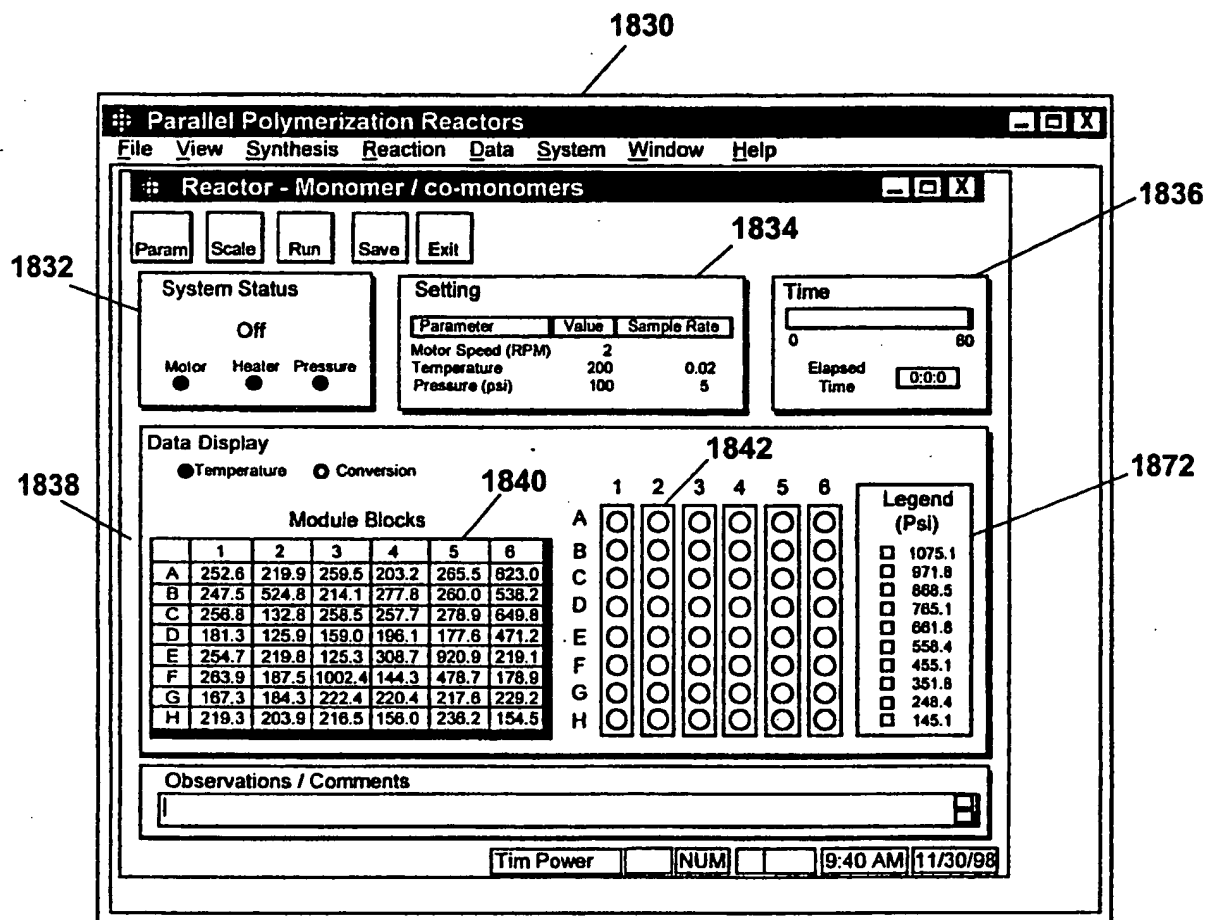 1830
Parallel Polymerization Reactors
File View Synthesis Reaction Data System Window Help
Reactor - Monomer / co-monomers
1836
Param Scale Run Save Exit
1834
1832
System Status
Off
Motor Heater Pressure
Setting
Parameter Value Sample Rate
Motor Speed (RPM) 2
Temperature 200 0.02
Pressure (psi) 100 5
Time
0 60
Elapsed Time 0:0:0
Data Display
Temperature Conversion
1838
1840
1842
1872
Module Blocks
1 2 3 4 5 6
A 252.6 219.9 259.5 203.2 265.5 623.0
B 247.5 524.8 214.1 277.8 260.0 538.2
C 256.8 132.8 258.5 257.7 278.9 649.8
D 181.3 125.9 159.0 196.1 177.6 471.2
E 254.7 219.8 125.3 308.7 920.9 219.1
F 263.9 187.5 1002.4 144.3 478.7 178.9
G 167.3 184.3 222.4 220.4 217.6 229.2
H 219.3 203.9 216.5 156.0 236.2 154.5
1 2 3 4 5 6
A
B
C
D
E
F
G
H
Legend
(Psi)
1075.1
971.8
868.5
765.1
661.8
558.4
455.1
351.8
248.4
145.1
Observations / Comments
Tim Power NUM 9:40 AM 11/30/98